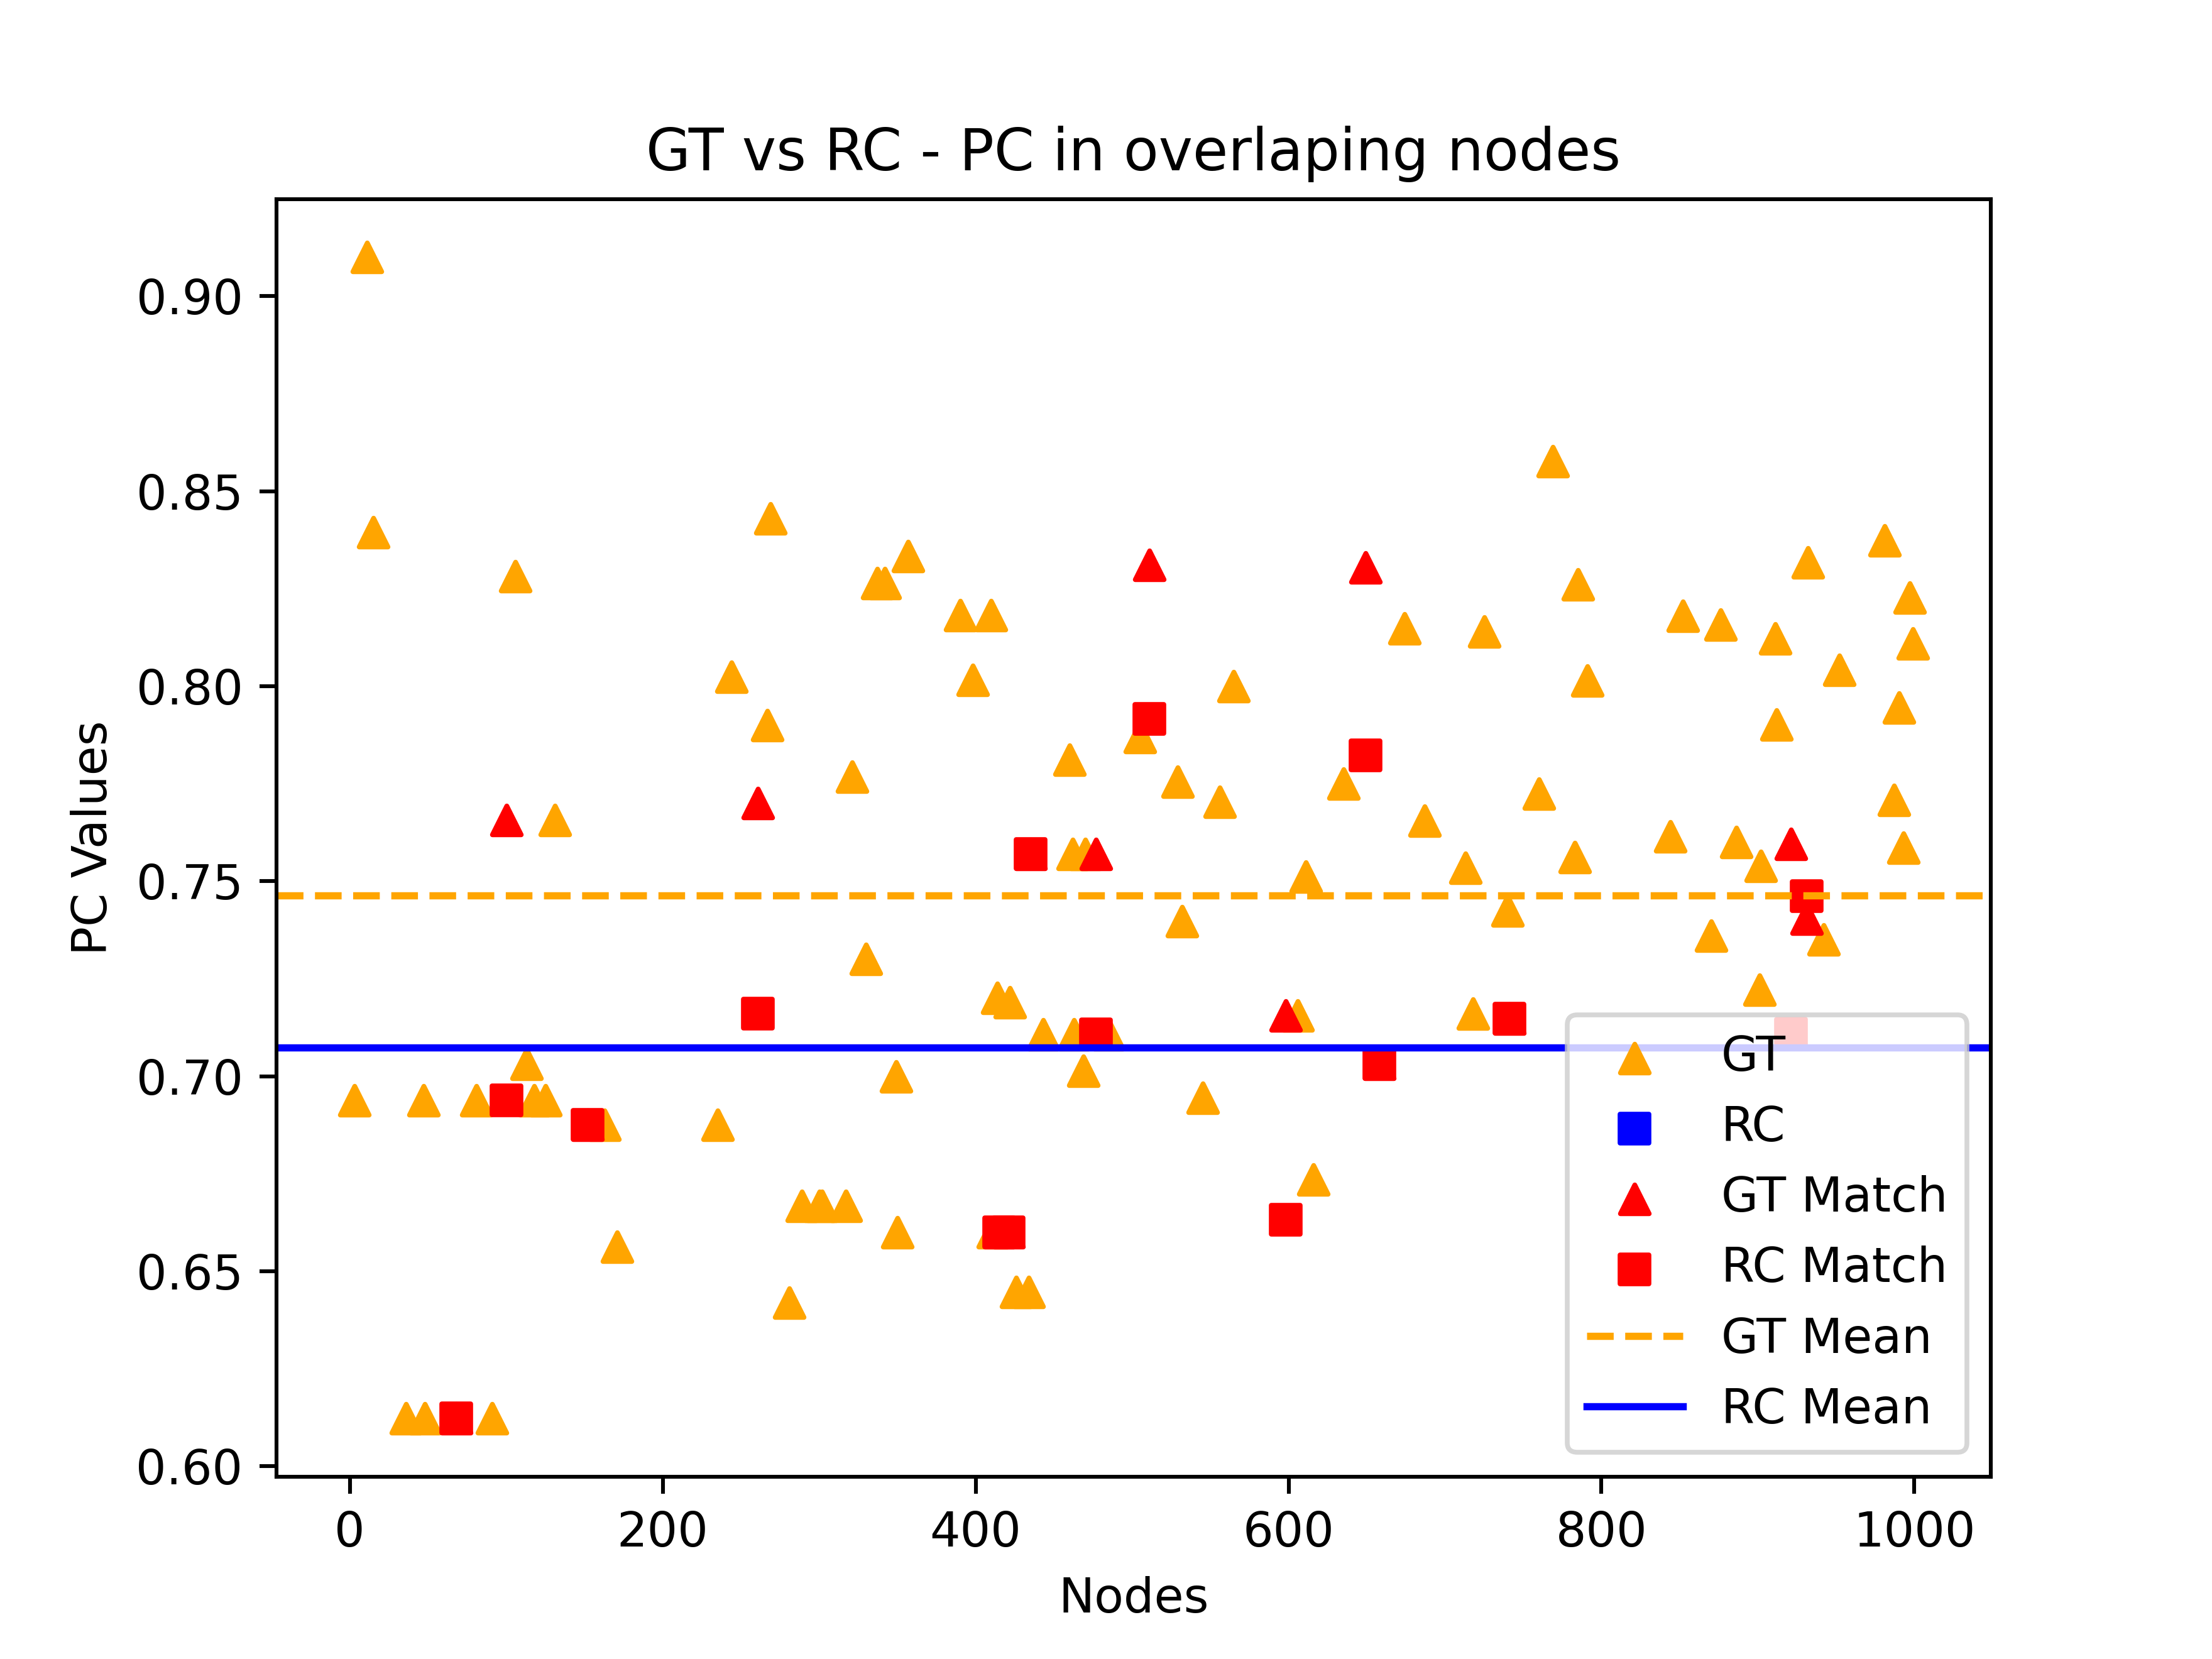 GT vs RC - PC in overlaping nodes
PC Values
0.90
0.85
0.80
0.75
0.70
0.65
0.60
0
200
400
600
800
1000
Nodes
GT
RC
GT Match
RC Match
GT Mean
RC Mean